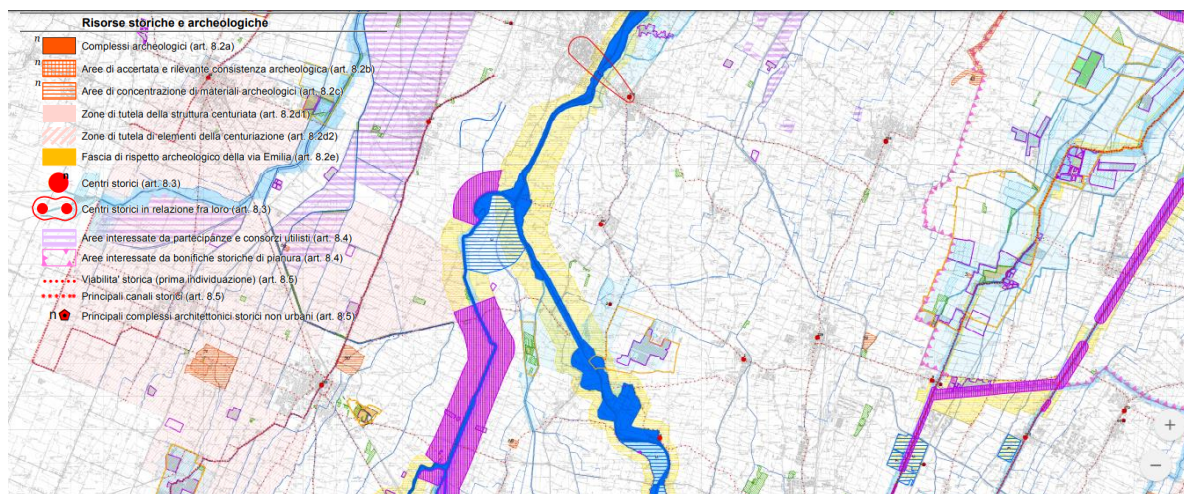 Risorse storiche e archeologiche
n Complessi archeologici (art. 8.2a)
n Aree di accertata e rilevante consistenza archeologica (art. 8.2b)
n Aree di concentrazione di materiali archeologici (art. 8.2c)
Zone di tutela della struttura centuriata (art. 8.2d1)
Zone di tutela di elementi della centuriazione (art. 8.2d2)
Fascia di rispetto archeologico della via Emilia (art. 8.2e)
n Centri storici (art. 8.3)
Centri storici in relazione fra loro (art. 8.3)
Aree interessate da partecipanze e consorzi utilisti (art. 8.4)
Aree interessate da bonifiche storiche di pianura (art. 8.4)
Viabilita' storica (prima individuazione) (art. 8.5)
Principali canali storici (art. 8.5)
n Principali complessi architettonici storici non urbani (art. 8.5)
+
−